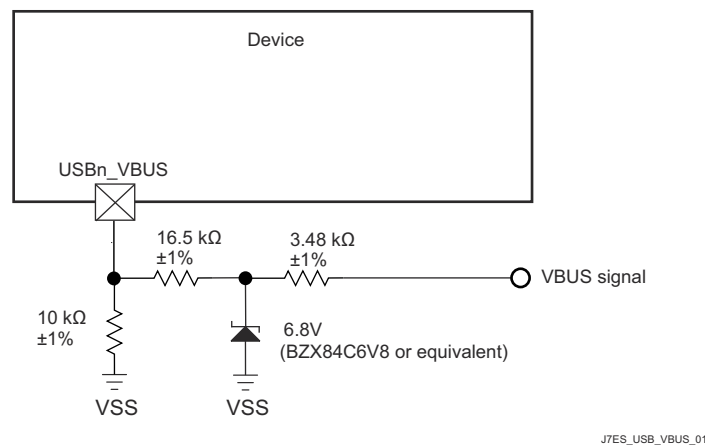 Device
USBn_VBUS
16.5 kΩ
±1%
3.48 kΩ
±1%
VBUS signal
10 kΩ
±1%
6.8V
(BZX84C6V8 or equivalent)
VSS
VSS
J7ES_USB_VBUS_01